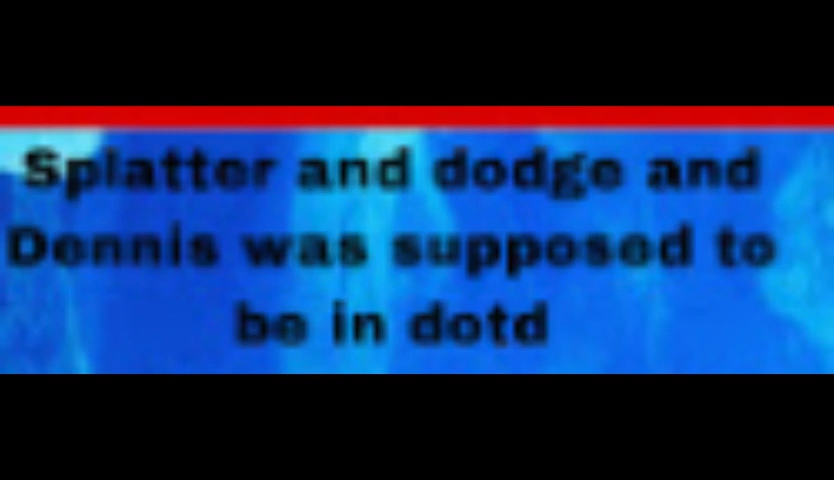 Splatter and dodge and
Dennis was supposed to
be in dotd